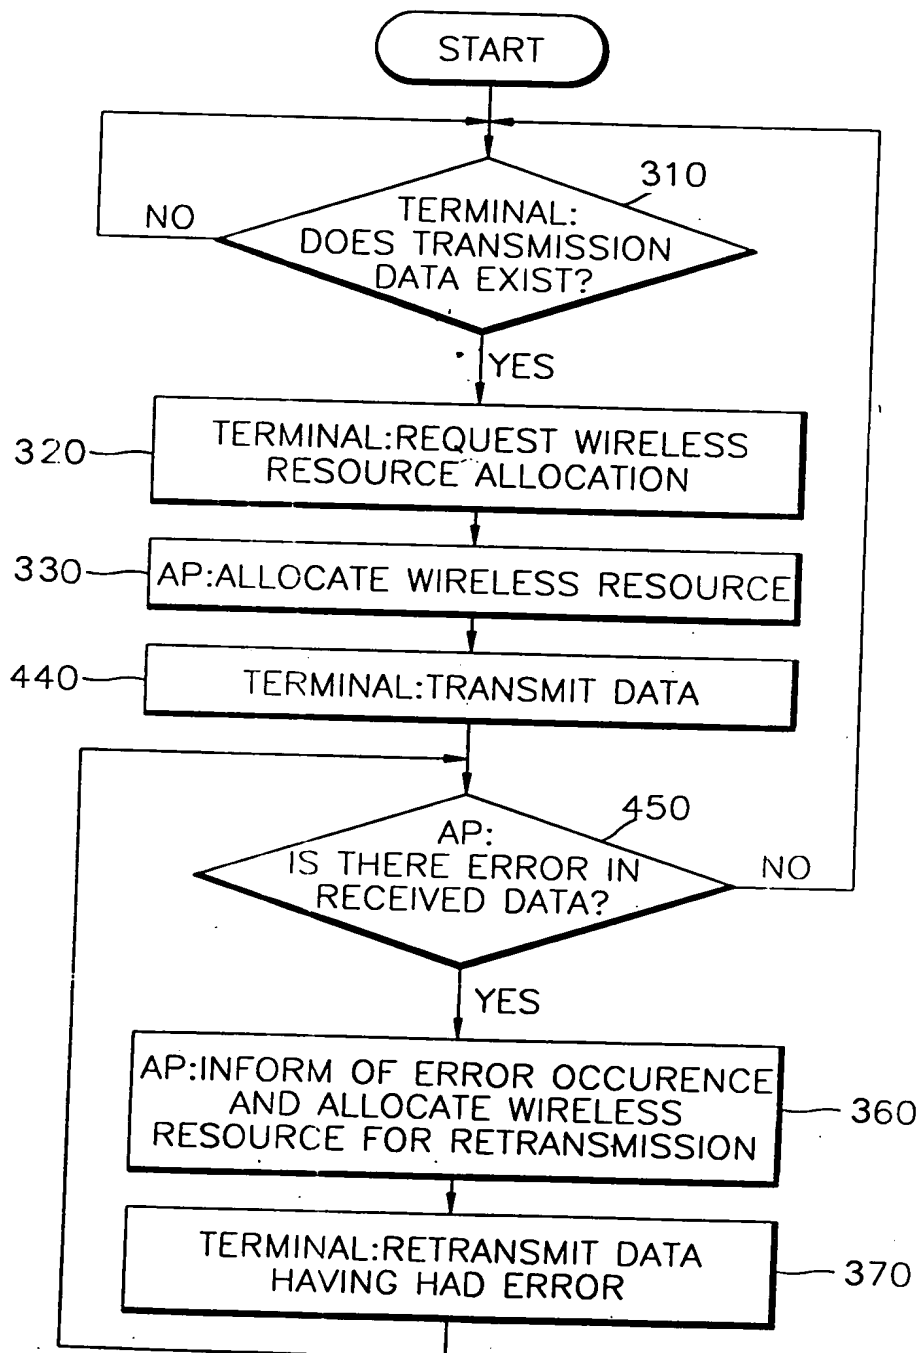 START
310
TERMINAL:
DOES TRANSMISSION
DATA EXIST?
NO
YES
320
TERMINAL:REQUEST WIRELESS
RESOURCE ALLOCATION
330
AP:ALLOCATE WIRELESS RESOURCE
440
TERMINAL:TRANSMIT DATA
450
AP:
IS THERE ERROR IN
RECEIVED DATA?
NO
YES
AP:INFORM OF ERROR OCCURENCE
AND ALLOCATE WIRELESS
RESOURCE FOR RETRANSMISSION
360
TERMINAL:RETRANSMIT DATA
HAVING HAD ERROR
370